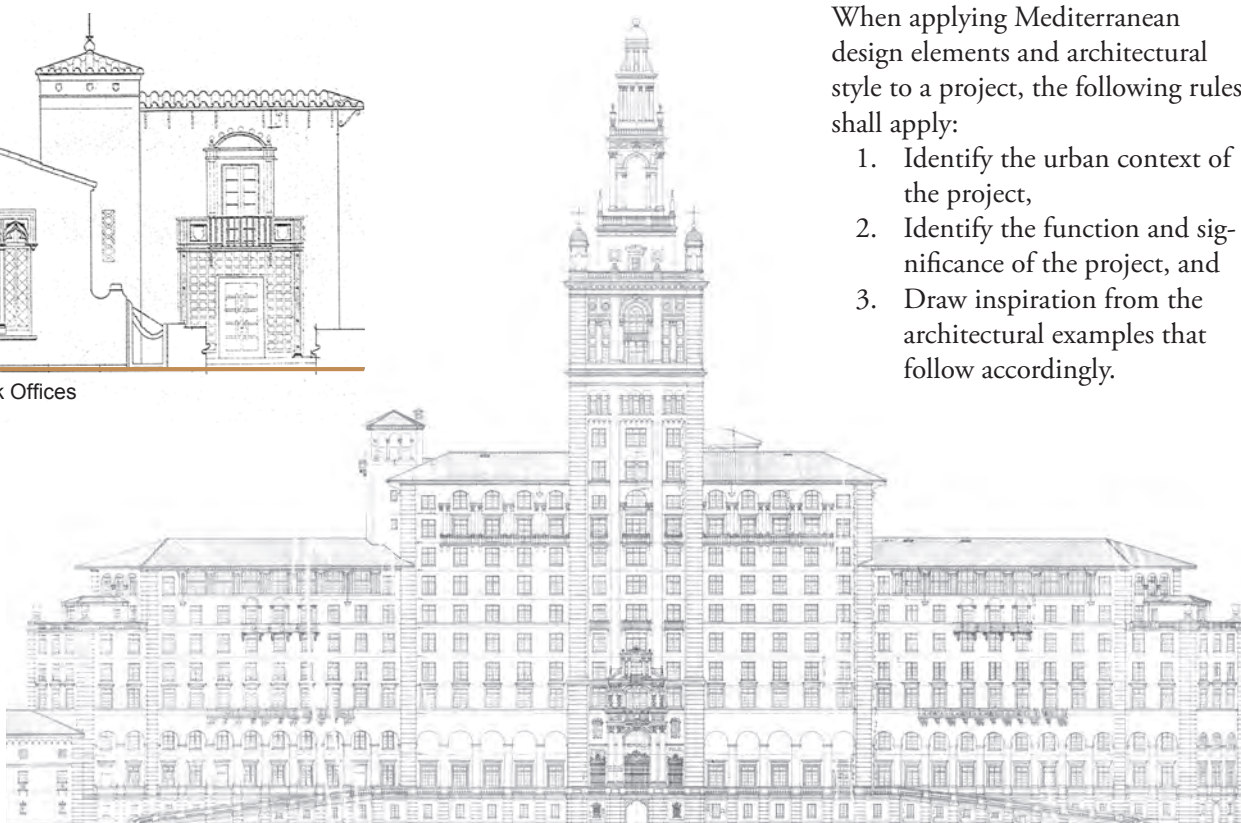 When applying Mediterranean
design elements and architectural
style to a project, the following rules
shall apply:
1. Identify the urban context of
the project,
2. Identify the function and sig-
nificance of the project, and
3. Draw inspiration from the
architectural examples that
follow accordingly.
Offices